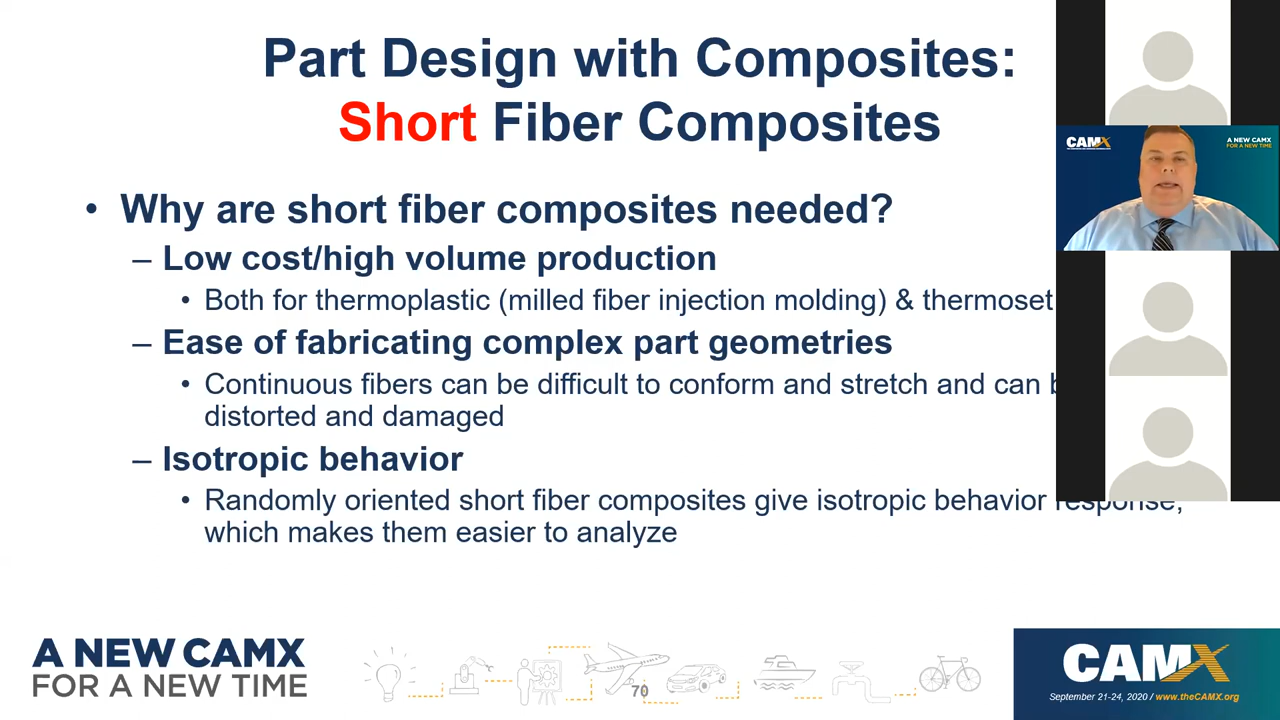 Part Design with Composites:
Short Fiber Composites
• Why are short fiber composites needed?
– Low cost/high volume production
• Both for thermoplastic (milled fiber injection molding) & thermoset
– Ease of fabricating complex part geometries
• Continuous fibers can be difficult to conform and stretch and can
distorted and damaged
– Isotropic behavior
• Randomly oriented short fiber composites give isotropic behavior response,
which makes them easier to analyze
CAMX
A NEW CAMX
FOR A NEW TIME
A NEW CAMX
FOR A NEW TIME
70
CAMX
September 21-24, 2020 / www.theCAMX.org